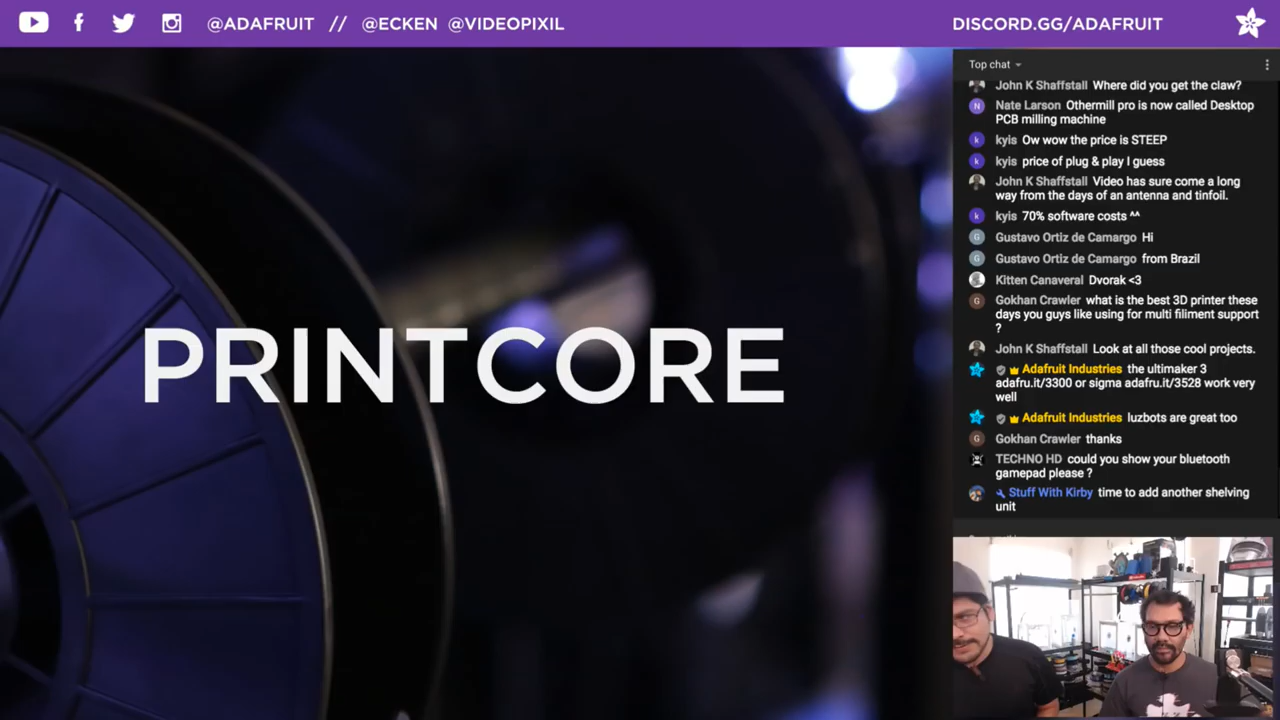 @ADAFRUIT // @ECKEN @VIDEOPIXIL
DISCORD.GG/ADAFRUIT
PRINTCORE
Top chat
John K Shaffstall Where did you get the claw?
N Nate Larson Othermill pro is now called Desktop
PCB milling machine
k kyis Ow wow the price is STEEP
k kyis price of plug & play I guess
John K Shaffstall Video has sure come a long
way from the days of an antenna and tinfoil.
k kyis 70% software costs ^^
G Gustavo Ortiz de Camargo Hi
G Gustavo Ortiz de Camargo from Brazil
Kitten Canaveral Dvorak <3
G Gokhan Crawler what is the best 3D printer these
days you guys like using for multi filiment support
?
John K Shaffstall Look at all those cool projects.
Adafruit Industries the ultimaker 3
adafru.it/3300 or sigma adafru.it/3528 work very
well
Adafruit Industries luzbots are great too
G Gokhan Crawler thanks
TECHNO HD could you show your bluetooth
gamepad please ?
Stuff With Kirby time to add another shelving
unit